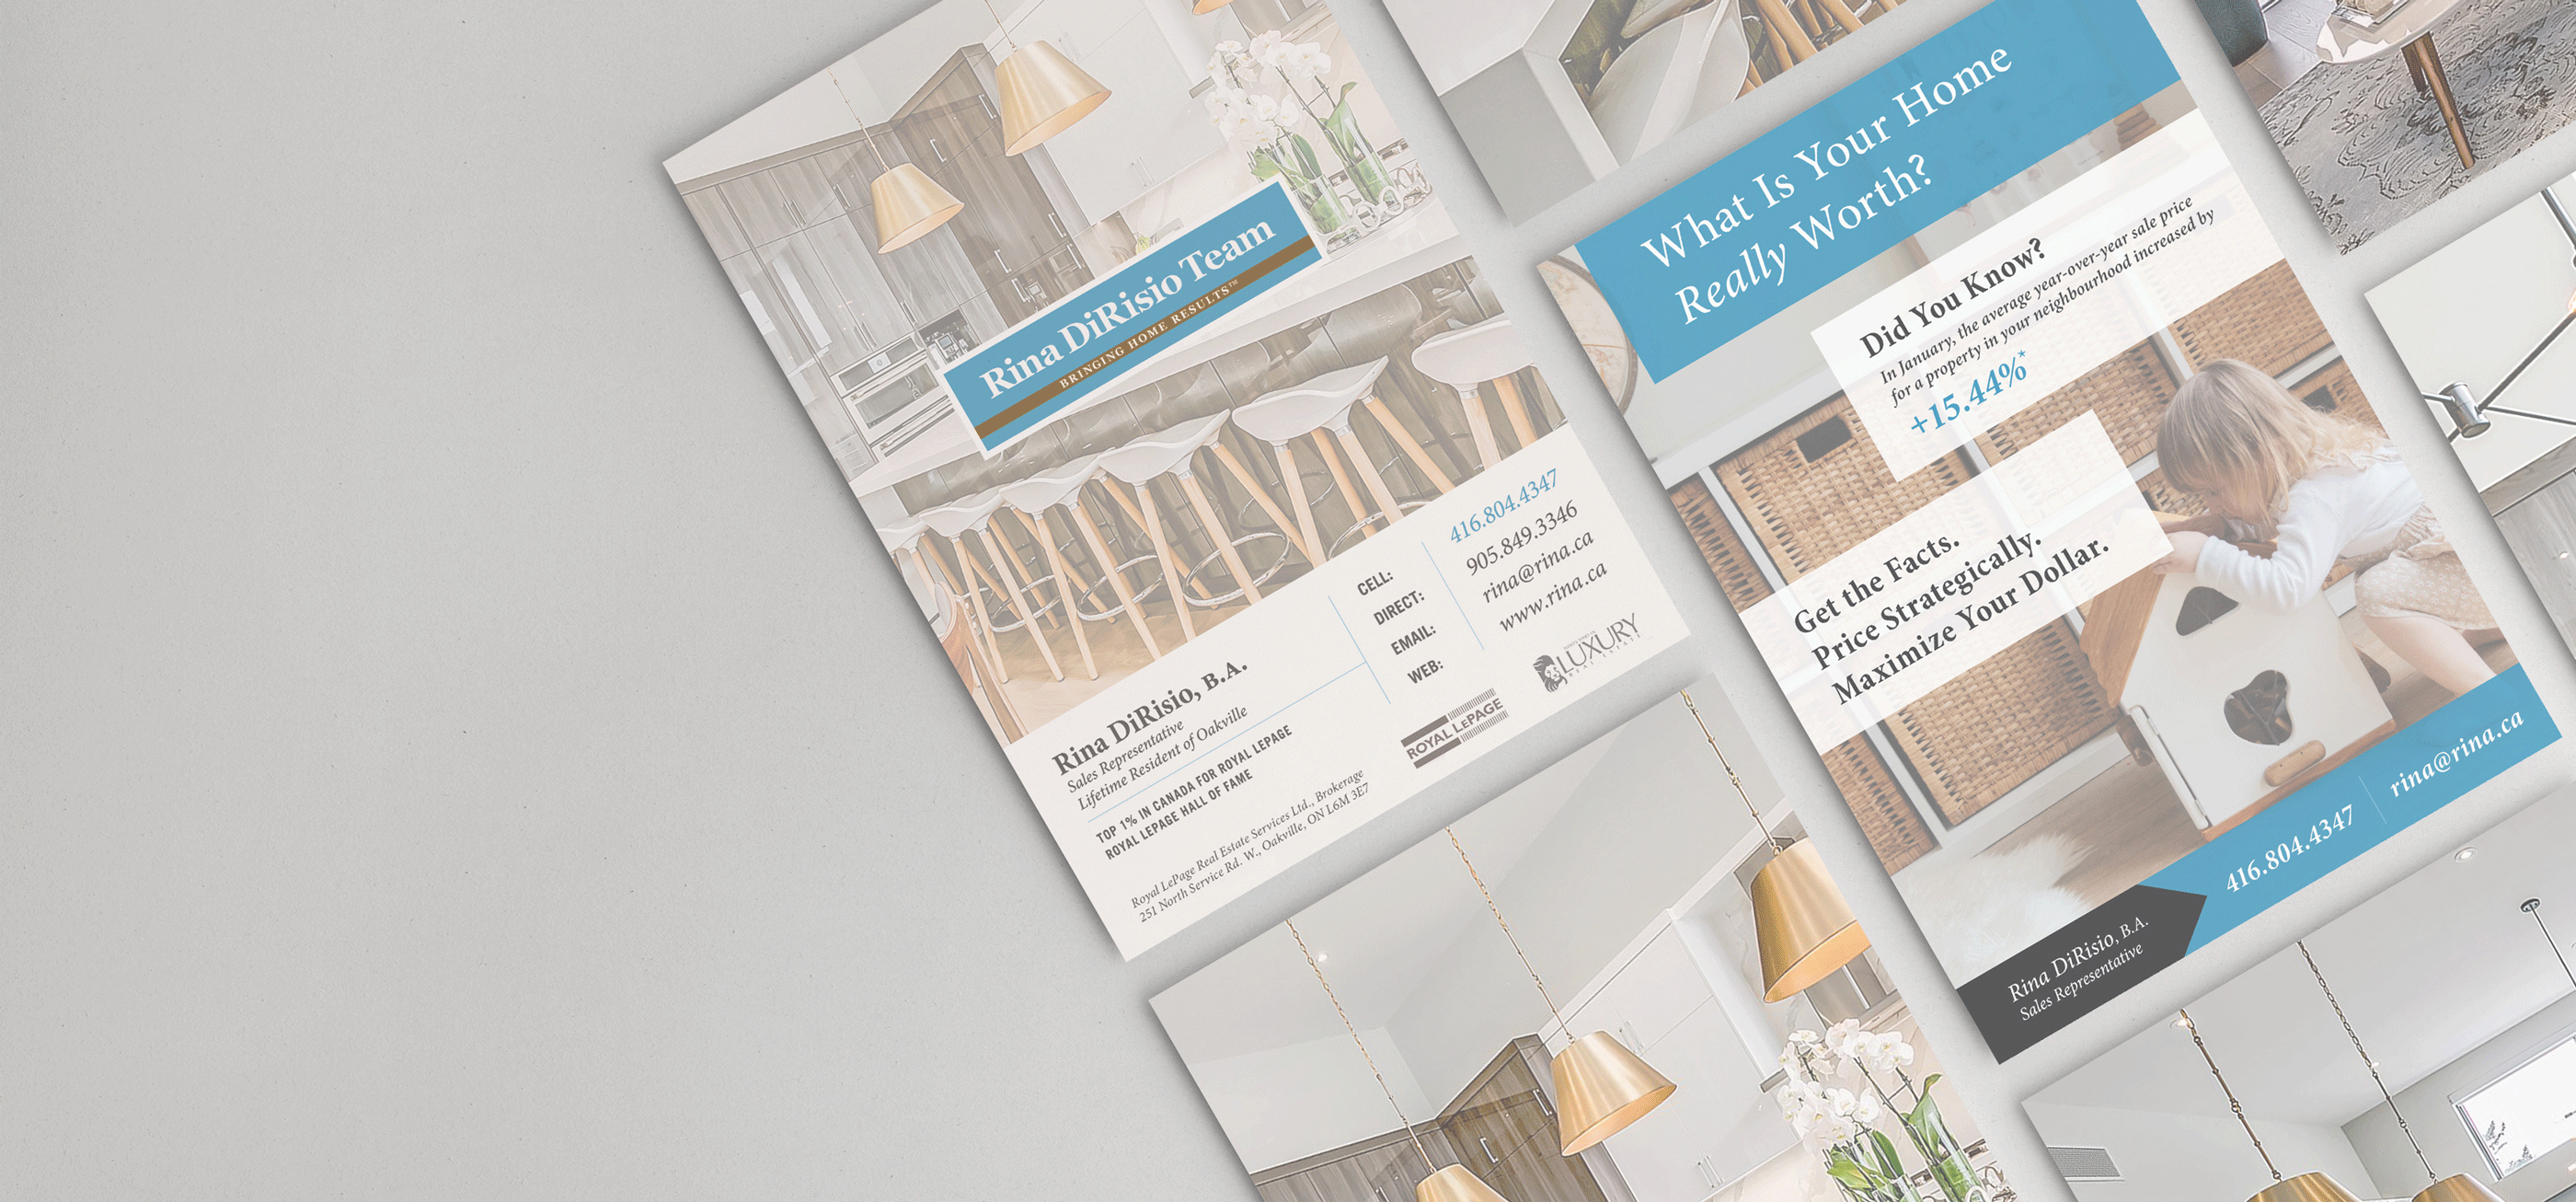 Rina DiRisio Team
BRINGING HOME RESULTS™
Rina DiRisio, B.A.
Sales Representative
Lifetime Resident of Oakville
TOP 1% IN CANADA FOR ROYAL LEPAGE
ROYAL LEPAGE HALL OF FAME
Royal LePage Real Estate Services Ltd., Brokerage
251 North Service Rd. W., Oakville, ON L6M 3E7
CELL: 416.804.4347
DIRECT: 905.849.3346
EMAIL: rina@rina.ca
WEB: www.rina.ca
ROYAL LEPAGE
LUXURY
REAL ESTATE
What Is Your Home
Really Worth?
Did You Know?
In January, the average year-over-year sale price
for a property in your neighbourhood increased by
+15.44%*
Get the Facts.
Price Strategically.
Maximize Your Dollar.
Rina DiRisio, B.A.
Sales Representative
416.804.4347
rina@rina.ca